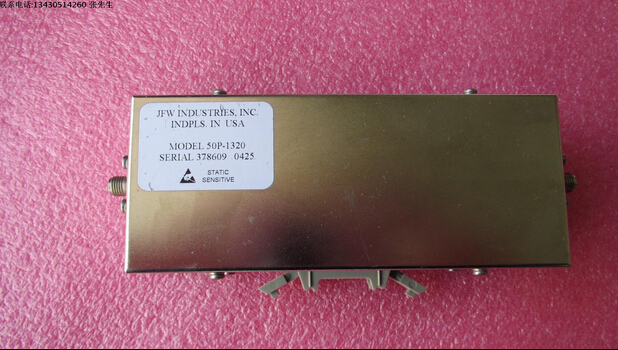 联系电话:13430514260 张先生
JFW INDUSTRIES, INC.
INDPLS. IN USA
MODEL 50P-1320
SERIAL 378609 0425
STATIC
SENSITIVE